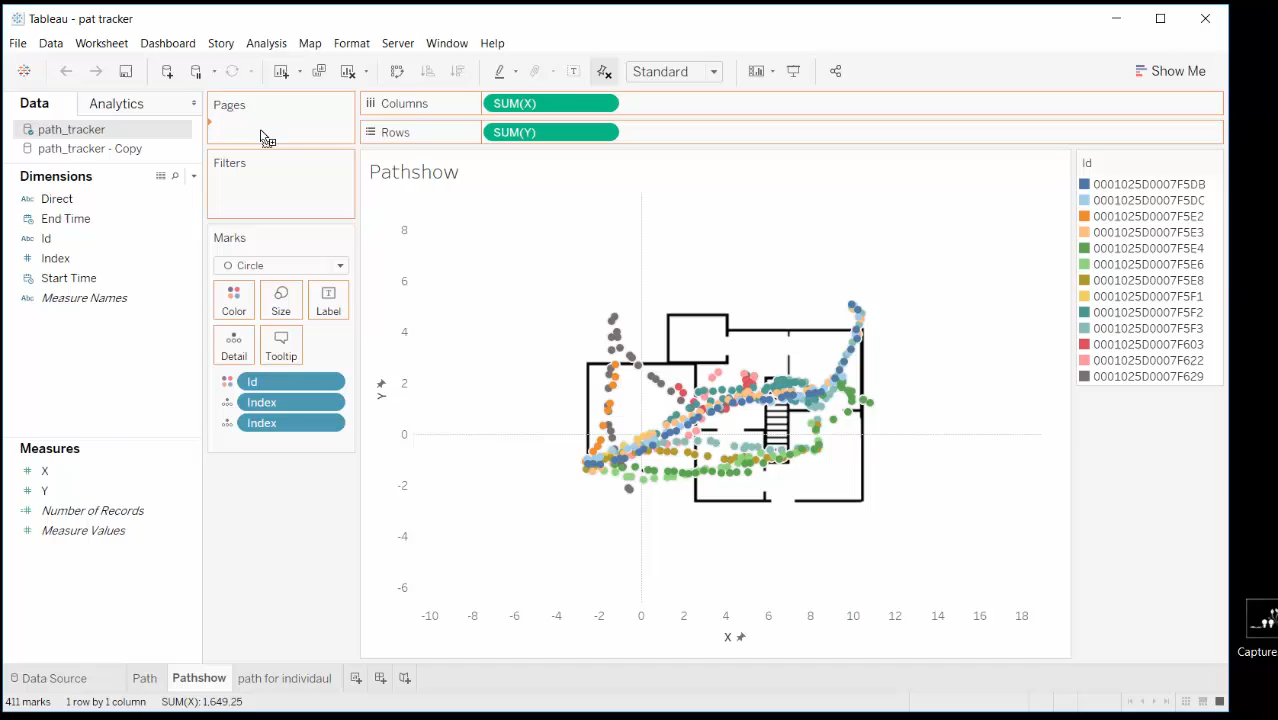 Tableau - pat tracker
File Data Worksheet Dashboard Story Analysis Map Format Server Window Help
Standard
Show Me
Data Analytics
path_tracker
path_tracker - Copy
Dimensions
Abc Direct
End Time
Abc Id
# Index
Start Time
Abc Measure Names
Measures
# X
# Y
Number of Records
# Measure Values
Pages
Filters
Marks
Circle
Color Size Label
Detail Tooltip
Id
Index
Index
Columns SUM(X)
Rows SUM(Y)
Pathshow
8
6
4
2
0
-2
-4
-6
Y
-10 -8 -6 -4 -2 0 2 4 6 8 10 12 14 16 18
X
Id
0001025D0007F5DB
0001025D0007F5DC
0001025D0007F5E2
0001025D0007F5E3
0001025D0007F5E4
0001025D0007F5E6
0001025D0007F5E8
0001025D0007F5F1
0001025D0007F5F2
0001025D0007F5F3
0001025D0007F603
0001025D0007F622
0001025D0007F629
Data Source Path Pathshow path for individaul
411 marks 1 row by 1 column SUM(X): 1,649.25
Capture